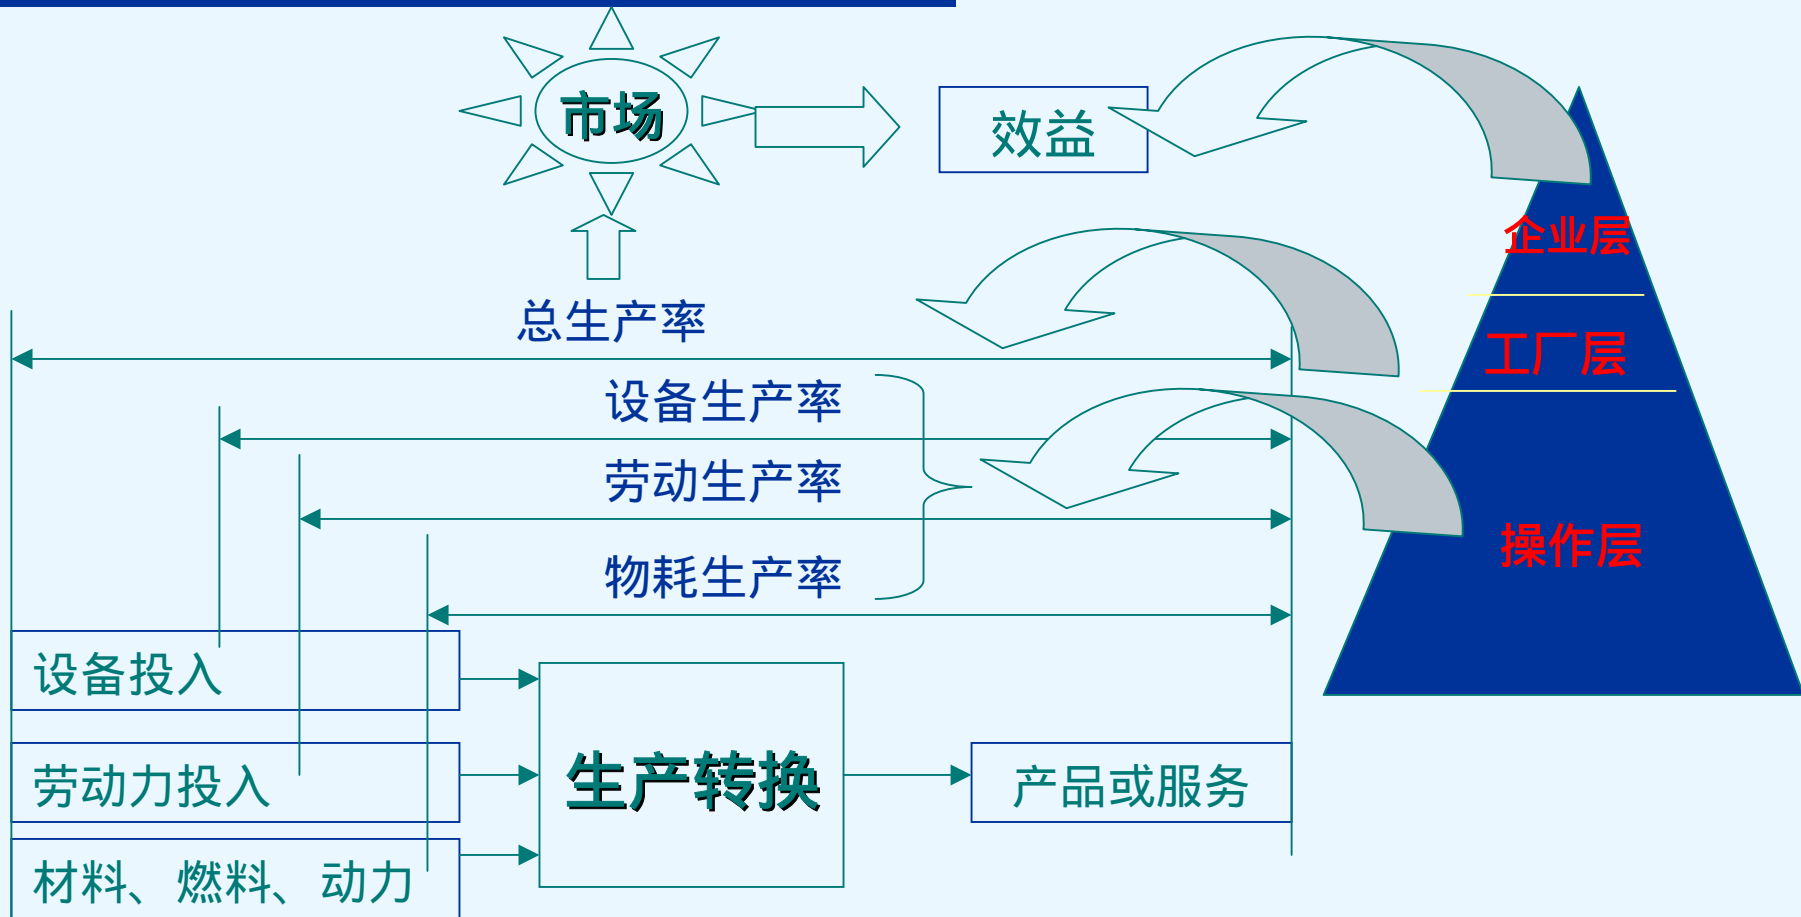 市场
效益
企业层
总生产率
工厂层
设备生产率
劳动生产率
操作层
物耗生产率
设备投入
劳动力投入
生产转换
产品或服务
材料、燃料、动力